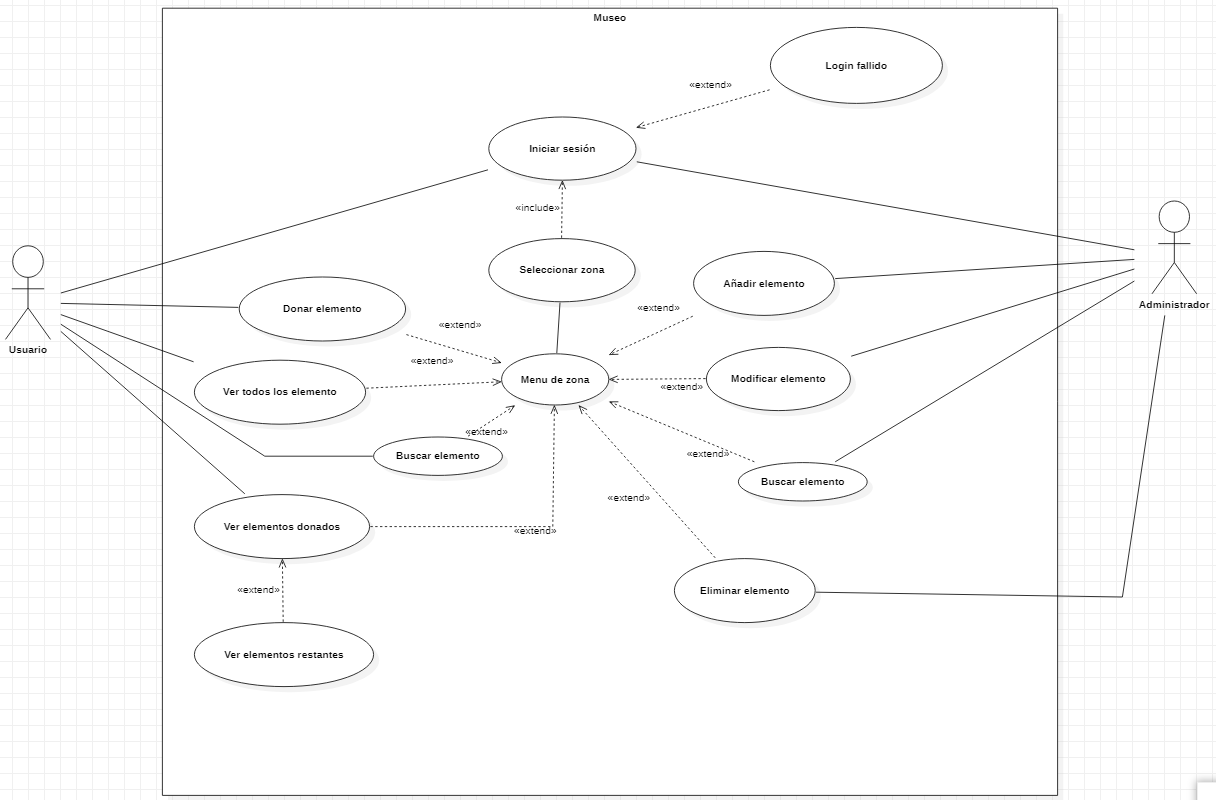 Museo
Login fallido
«extend»
Iniciar sesión
«include»
Seleccionar zona
Añadir elemento
Donar elemento
«extend»
«extend»
Administrador
Usuario
«extend»
Menu de zona
Modificar elemento
«extend»
Ver todos los elemento
«extend»
Buscar elemento
«extend»
Buscar elemento
«extend»
Ver elementos donados
«extend»
«extend»
Eliminar elemento
Ver elementos restantes